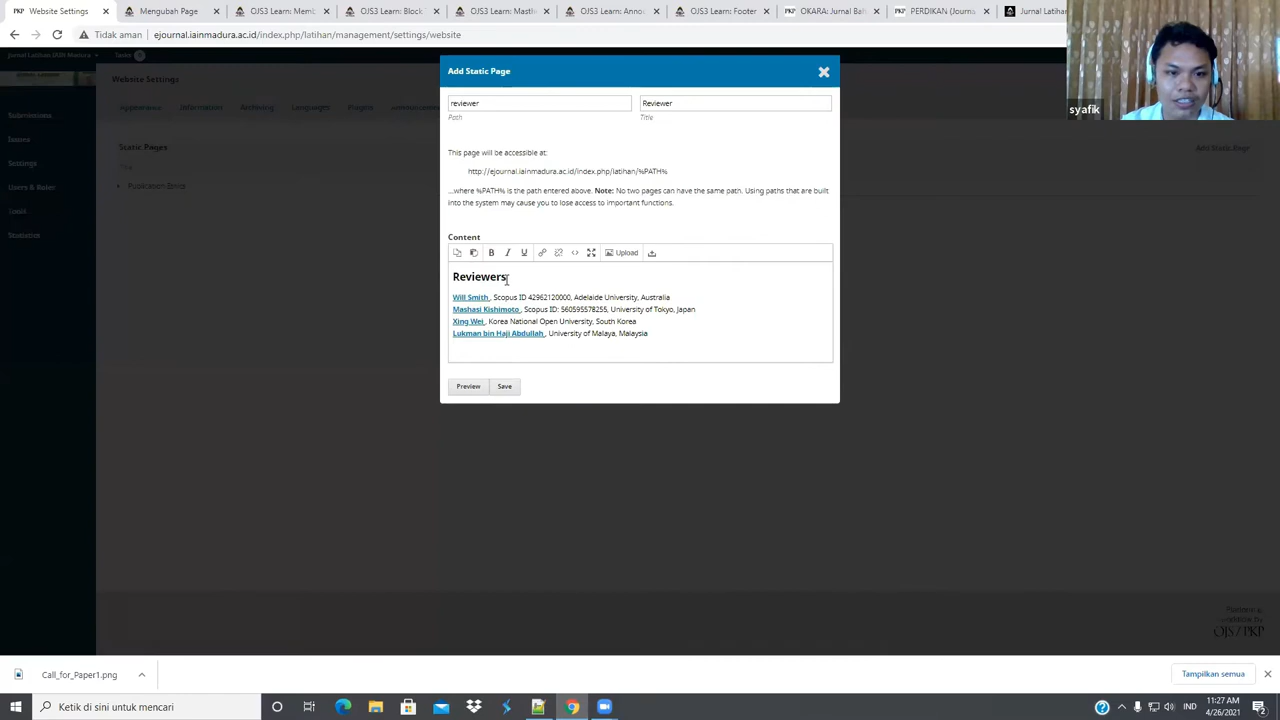 Website Settings
Mengubah Page
OJS3 Learn: Mem
OJS3 Learn: Block
OJS3 Learn: Mastl
OJS3 Learn: Anno
OJS3 Learn: Footer
PKP OKARA: Jurnal Bah
PKP PERDIKAN (Journa
Jurnal Latihan
Tidak aman
ejournal.iainmadura.ac.id/index.php/latihan/management/settings/website
Jurnal Latihan IAIN Madura
Tasks
Website Settings
Appearance Information Archiving Languages Plugins Announcements
Submissions
Issues
Settings
Users & Roles
Tools
Statistics
Static Pages
Add Static Page
Title
Publication Ethics
Add Static Page
reviewer
Reviewer
Path
Title
This page will be accessible at:
http://ejournal.iainmadura.ac.id/index.php/latihan/%PATH%
...where %PATH% is the path entered above. Note: No two pages can have the same path. Using paths that are built
into the system may cause you to lose access to important functions.
Content
B I U Upload
Reviewers
Will Smith , Scopus ID 42962120000, Adelaide University, Australia
Mashasi Kishimoto , Scopus ID: 560595578255, University of Tokyo, Japan
Xing Wei , Korea National Open University, South Korea
Lukman bin Haji Abdullah , University of Malaya, Malaysia
Preview
Save
syafik
Platform &
workflow by
OJS / PKP
Call_for_Paper1.png
Tampilkan semua
Ketik di sini untuk mencari
IND
11:27 AM
4/26/2021
2